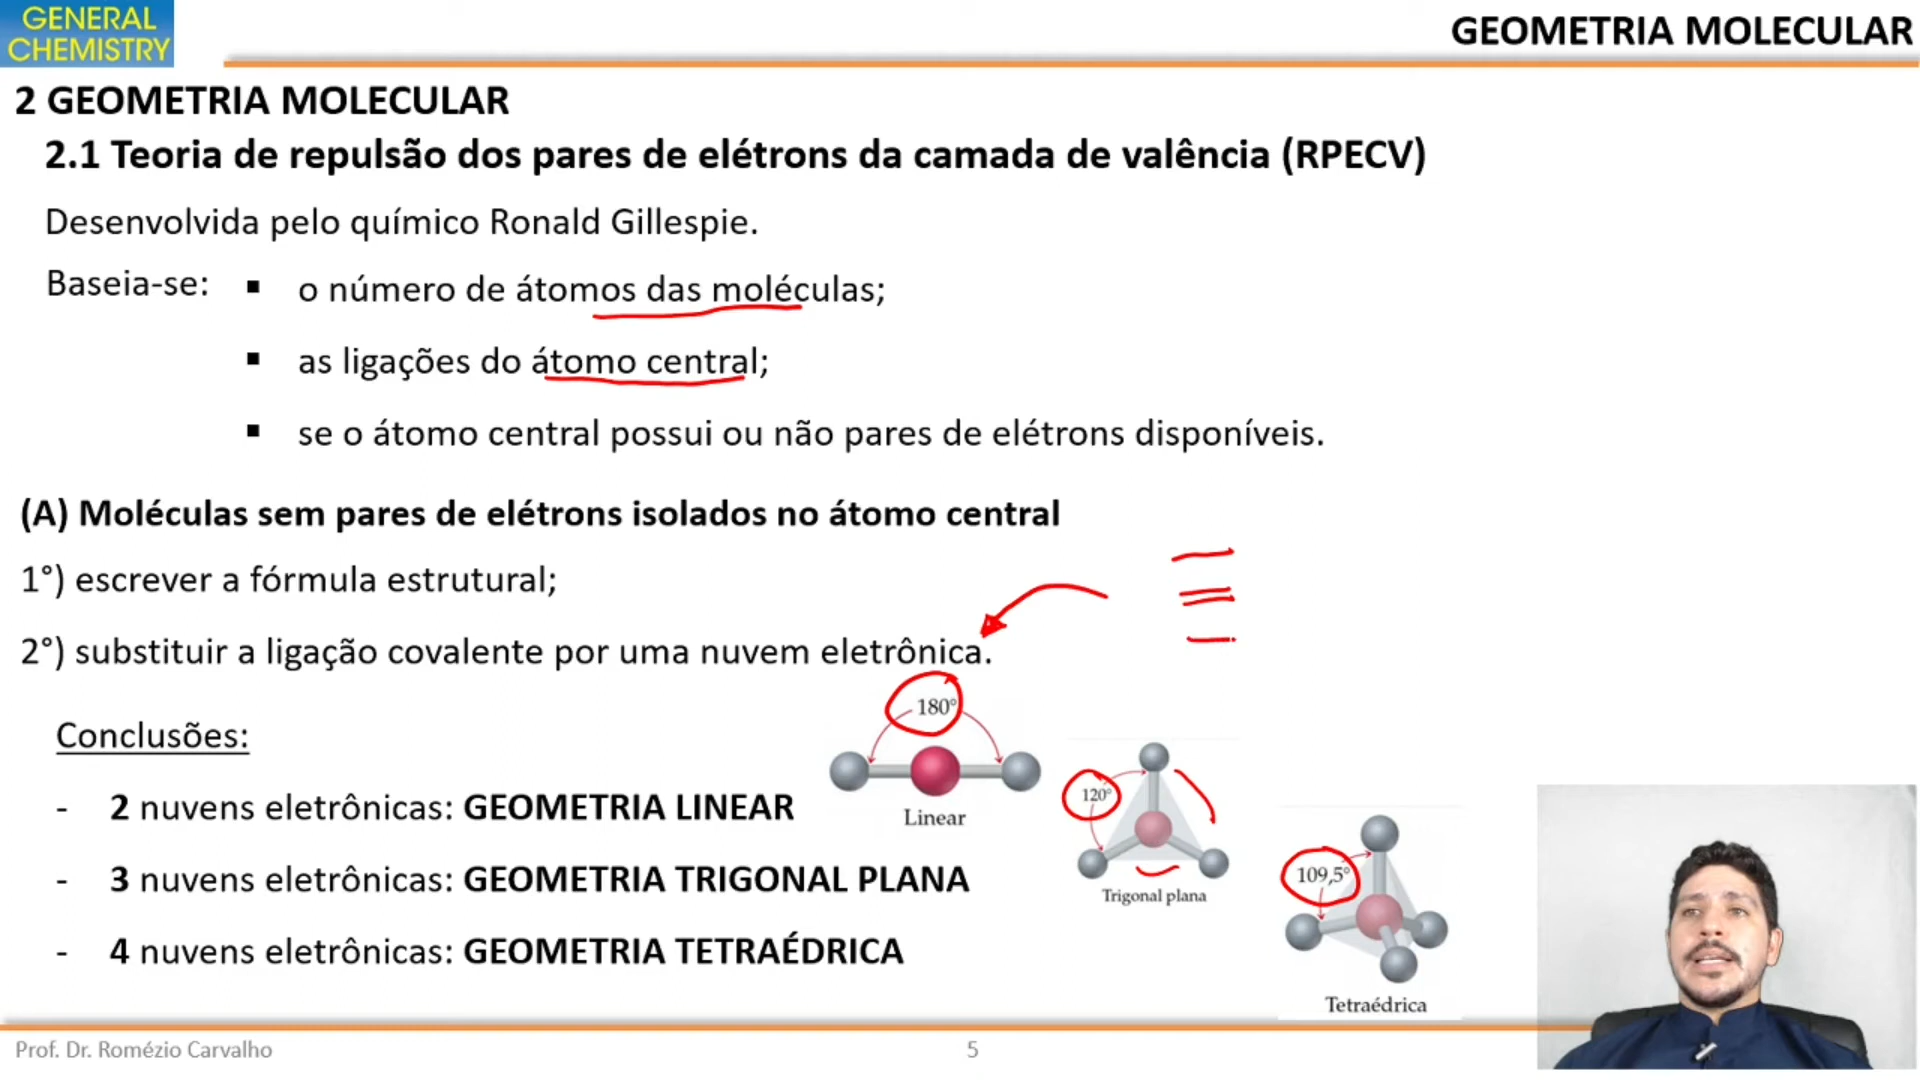 GENERAL
CHEMISTRY
GEOMETRIA MOLECULAR
2 GEOMETRIA MOLECULAR
2.1 Teoria de repulsão dos pares de elétrons da camada de valência (RPECV)
Desenvolvida pelo químico Ronald Gillespie.
Baseia-se:
▪ o número de átomos das moléculas;
▪ as ligações do átomo central;
▪ se o átomo central possui ou não pares de elétrons disponíveis.
(A) Moléculas sem pares de elétrons isolados no átomo central
1°) escrever a fórmula estrutural;
2°) substituir a ligação covalente por uma nuvem eletrônica.
Conclusões:
- 2 nuvens eletrônicas: GEOMETRIA LINEAR
- 3 nuvens eletrônicas: GEOMETRIA TRIGONAL PLANA
- 4 nuvens eletrônicas: GEOMETRIA TETRAÉDRICA
180°
Linear
120°
Trigonal plana
109,5°
Tetraédrica
Prof. Dr. Romézio Carvalho
5